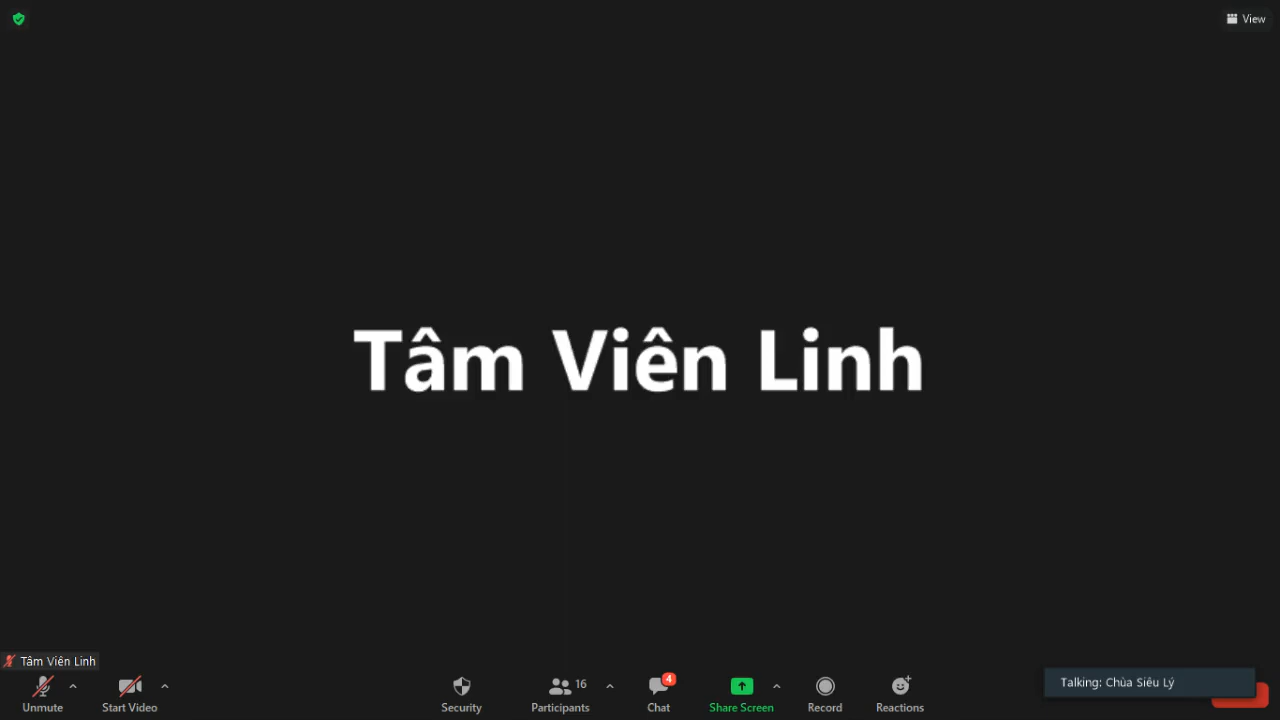 View
Tâm Viên Linh
Tâm Viên Linh
Unmute
Start Video
Security
16
Participants
4
Chat
Share Screen
Record
Reactions
Talking: Chùa Siêu Lý